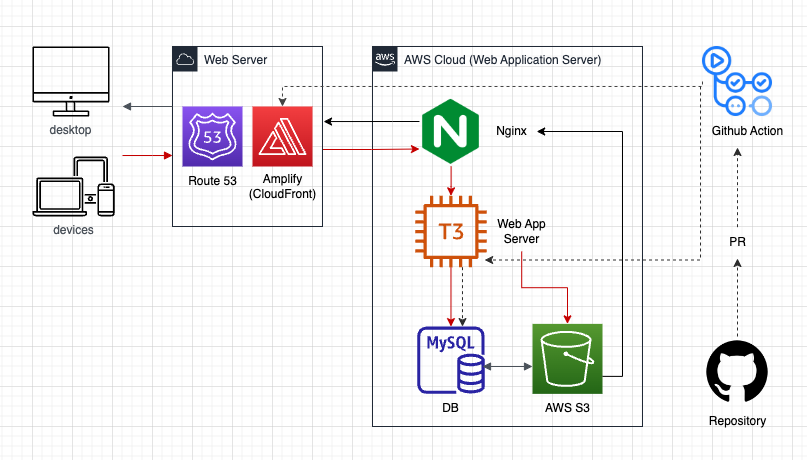 Web Server
aws
AWS Cloud (Web Application Server)
desktop
53
Route 53
Amplify
(CloudFront)
N
Nginx
Github Action
devices
T3
Web App
Server
PR
MySQL
DB
AWS S3
Repository